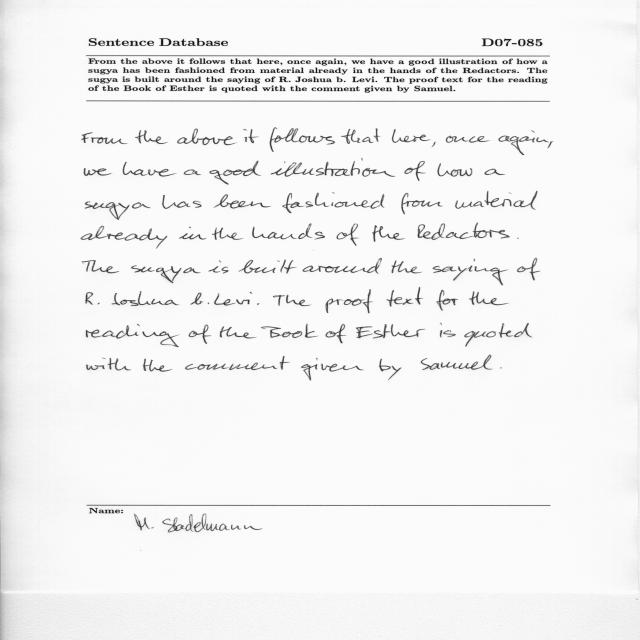 Sentence Database D07-085
From the above it follows that here, once again, we have a good illustration of how a
sugya has been fashioned from material already in the hands of the Redactors. The
sugya is built around the saying of R. Joshua b. Levi. The proof text for the reading
of the Book of Esther is quoted with the comment given by Samuel.
From the above it follows that here, once again,
we have a good illustration of how a
sugya has been fashioned from material
already in the hands of the Redactors.
The sugya is built around the saying of
R. Joshua b. Levi. The proof text for the
reading of the Book of Esther is quoted
with the comment given by Samuel.
Name:
M. Stadelmann